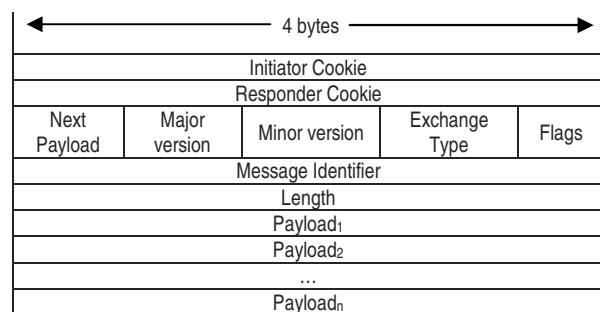 4 bytes
Initiator Cookie
Responder Cookie
Next Payload
Major version
Minor version
Exchange Type
Flags
Message Identifier
Length
Payload1
Payload2
...
Payloadn